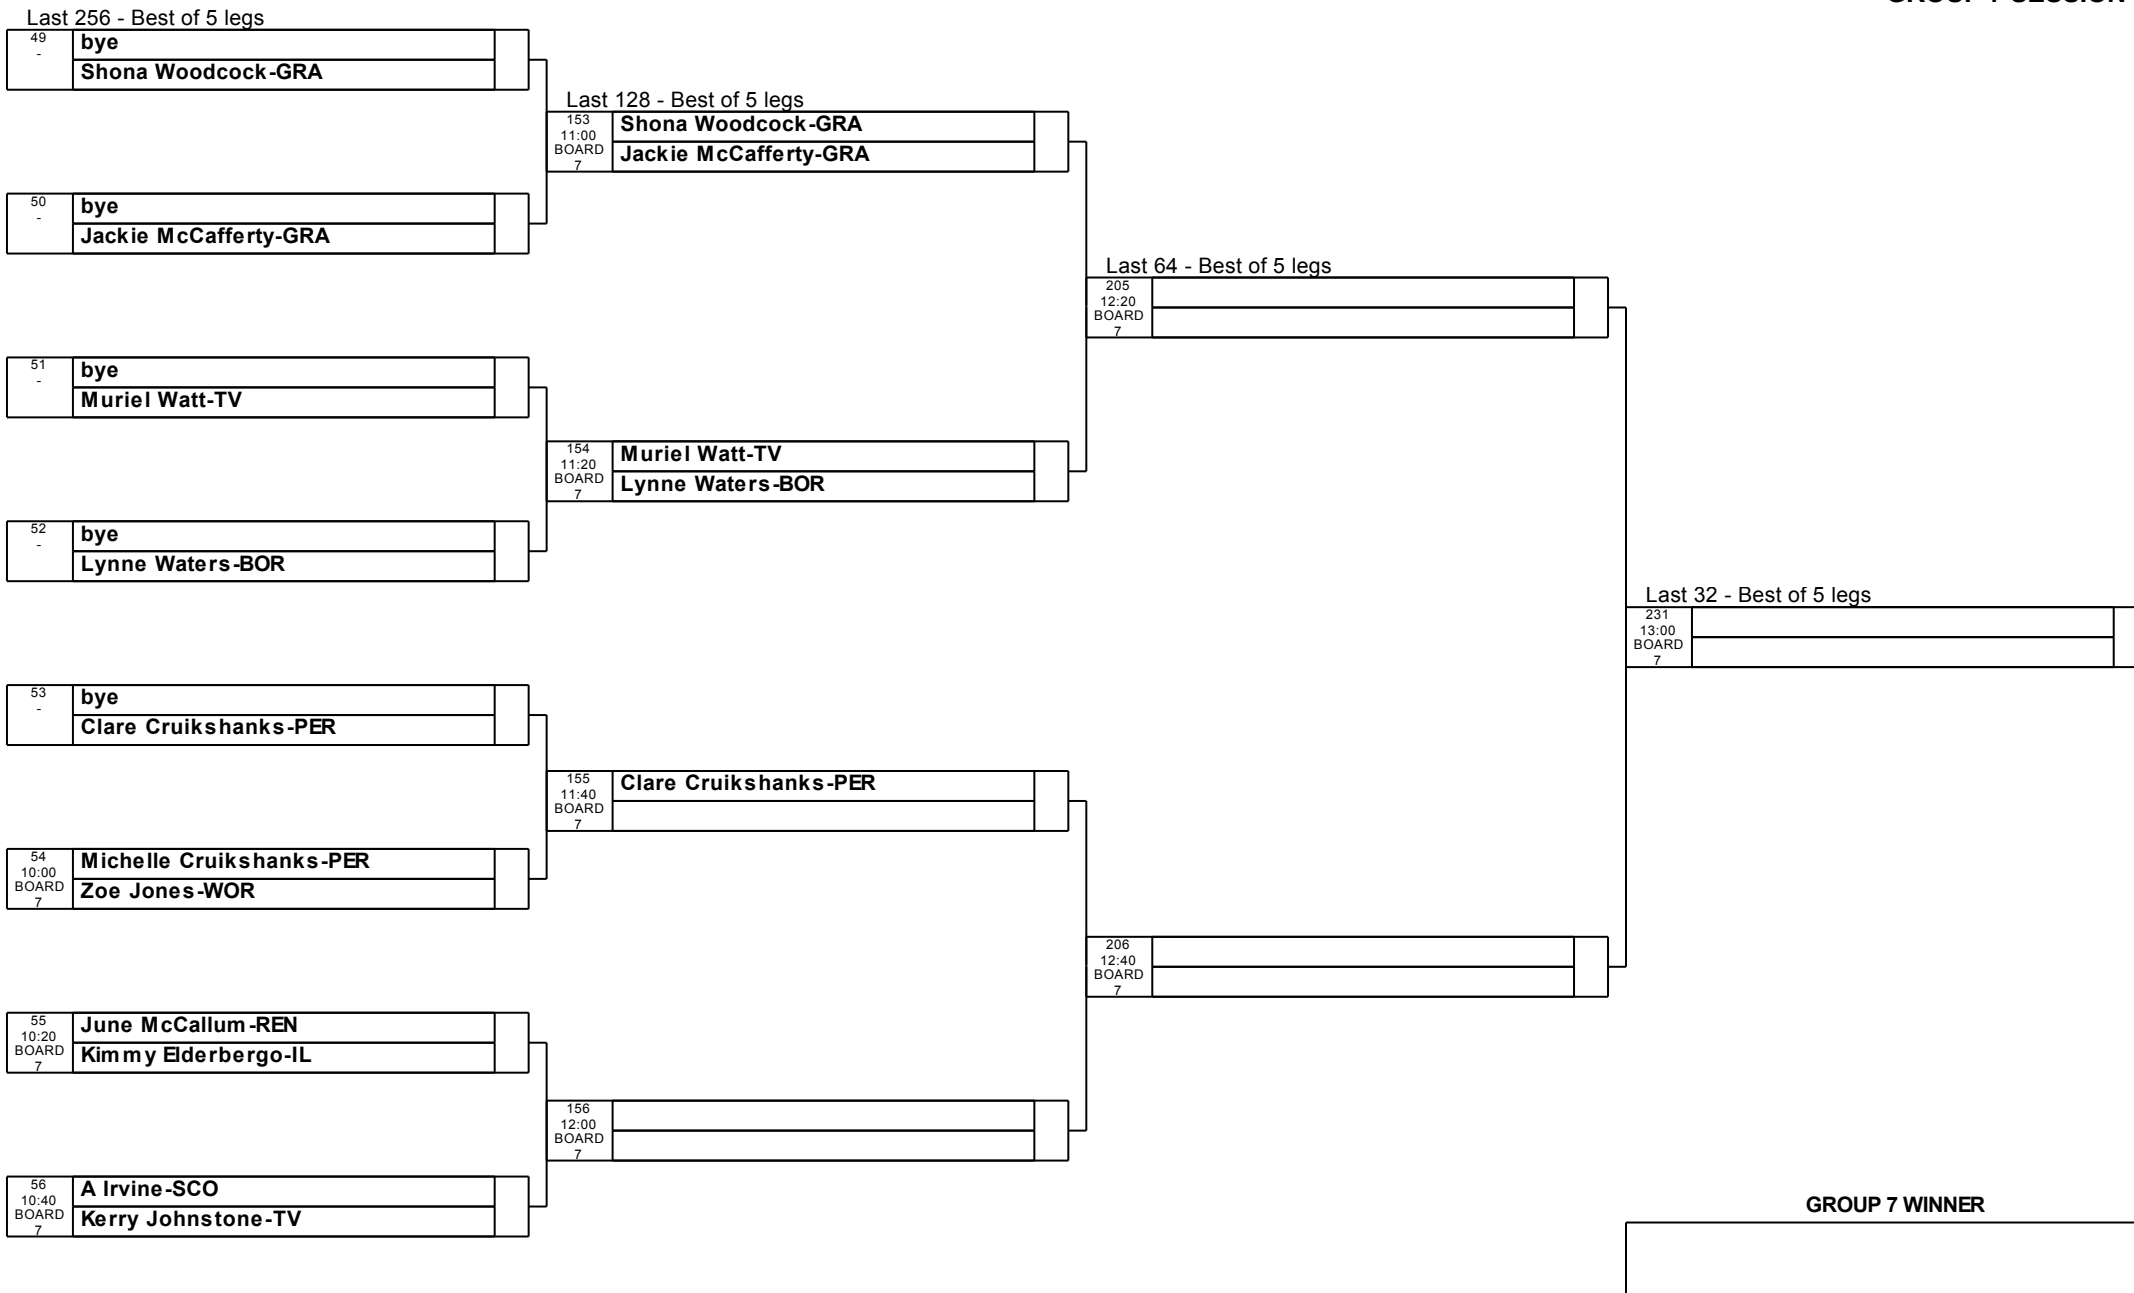 Last 256 - Best of 5 legs
49
-
bye
Shona Woodcock-GRA
50
-
bye
Jackie McCafferty-GRA
51
-
bye
Muriel Watt-TV
52
-
bye
Lynne Waters-BOR
53
-
bye
Clare Cruikshanks-PER
54
10:00
BOARD
7
Michelle Cruikshanks-PER
Zoe Jones-WOR
55
10:20
BOARD
7
June McCallum-REN
Kimmy Elderbergo-IL
56
10:40
BOARD
7
A Irvine-SCO
Kerry Johnstone-TV
Last 128 - Best of 5 legs
153
11:00
BOARD
7
Shona Woodcock-GRA
Jackie McCafferty-GRA
154
11:20
BOARD
7
Muriel Watt-TV
Lynne Waters-BOR
155
11:40
BOARD
7
Clare Cruikshanks-PER
156
12:00
BOARD
7
Last 64 - Best of 5 legs
205
12:20
BOARD
7
206
12:40
BOARD
7
Last 32 - Best of 5 legs
231
13:00
BOARD
7
GROUP 7 WINNER